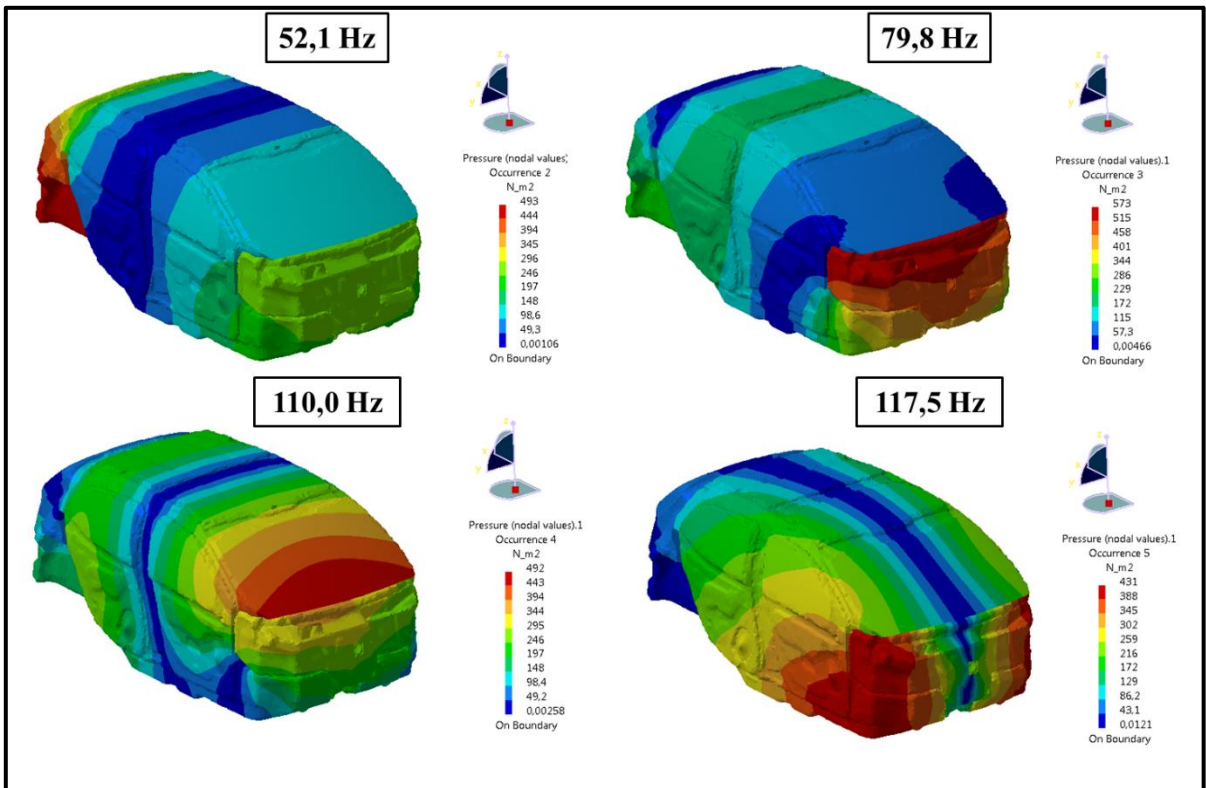 52,1 Hz
z
x
y
Pressure (nodal values)
Occurrence 2
N_m2
493
444
394
345
296
246
197
148
98,6
49,3
0,00106
On Boundary
79,8 Hz
z
x
y
Pressure (nodal values).1
Occurrence 3
N_m2
573
515
458
401
344
286
229
172
115
57,3
0,00466
On Boundary
110,0 Hz
z
x
y
Pressure (nodal values).1
Occurrence 4
N_m2
492
443
394
344
295
246
197
148
98,4
49,2
0,00258
On Boundary
117,5 Hz
z
x
y
Pressure (nodal values).1
Occurrence 5
N_m2
431
388
345
302
259
216
172
129
86,2
43,1
0,0121
On Boundary